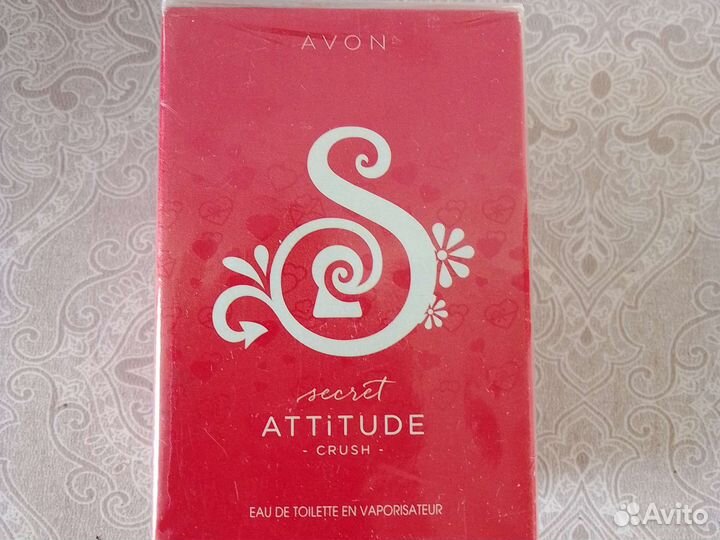 AVON
S
secret
ATTiTUDE
- CRUSH -
EAU DE TOILETTE EN VAPORISATEUR
Avito